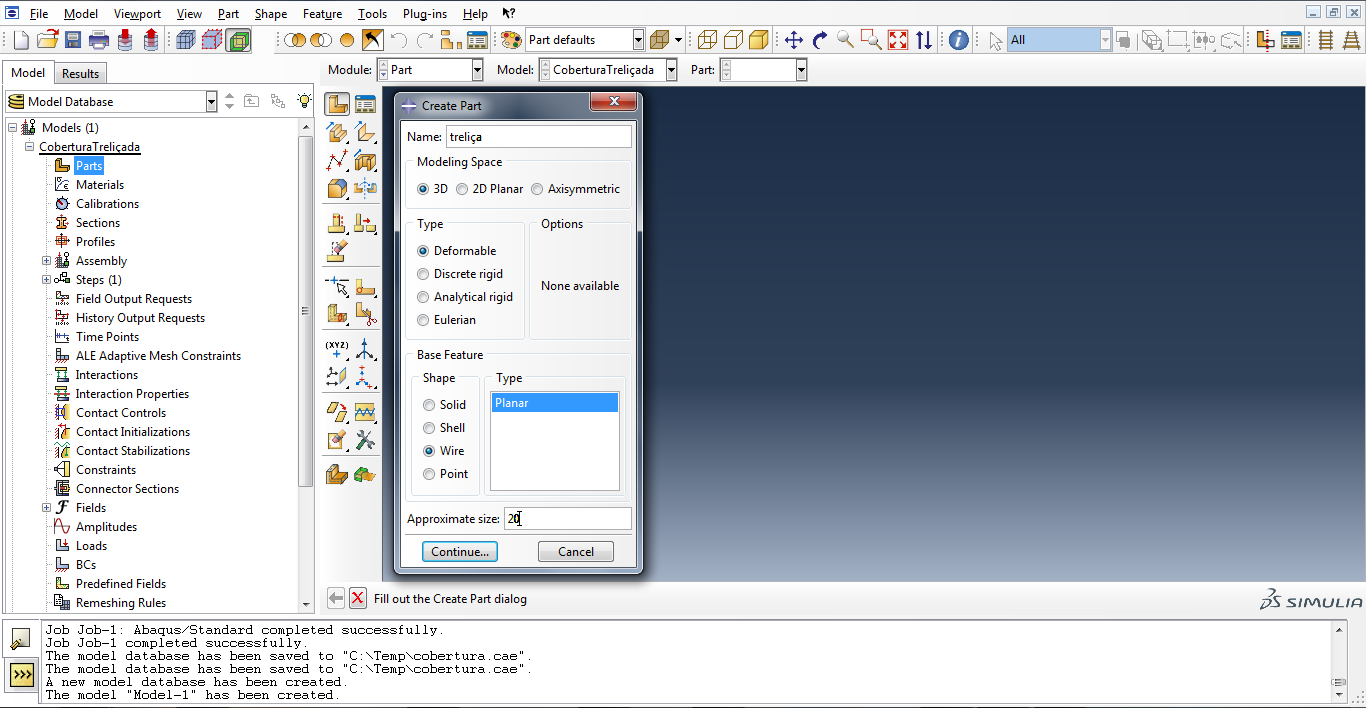 File Model Viewport View Part Shape Feature Tools Plug-ins Help
Part defaults All
Model Results Module: Part Model: CoberturaTreliçada Part:
Model Database
Models (1)
CoberturaTreliçada
Parts
Materials
Calibrations
Sections
Profiles
Assembly
Steps (1)
Field Output Requests
History Output Requests
Time Points
ALE Adaptive Mesh Constraints
Interactions
Interaction Properties
Contact Controls
Contact Initializations
Contact Stabilizations
Constraints
Connector Sections
Fields
Amplitudes
Loads
BCs
Predefined Fields
Remeshing Rules
(XYZ)
Create Part
Name: treliça
Modeling Space
3D 2D Planar Axisymmetric
Type Options
Deformable
Discrete rigid
None available
Analytical rigid
Eulerian
Base Feature
Shape Type
Solid Planar
Shell
Wire
Point
Approximate size: 20
Continue... Cancel
Fill out the Create Part dialog
SIMULIA
Job Job-1: Abaqus/Standard completed successfully.
Job Job-1 completed successfully.
The model database has been saved to "C:\Temp\cobertura.cae".
The model database has been saved to "C:\Temp\cobertura.cae".
A new model database has been created.
The model "Model-1" has been created.
>>>